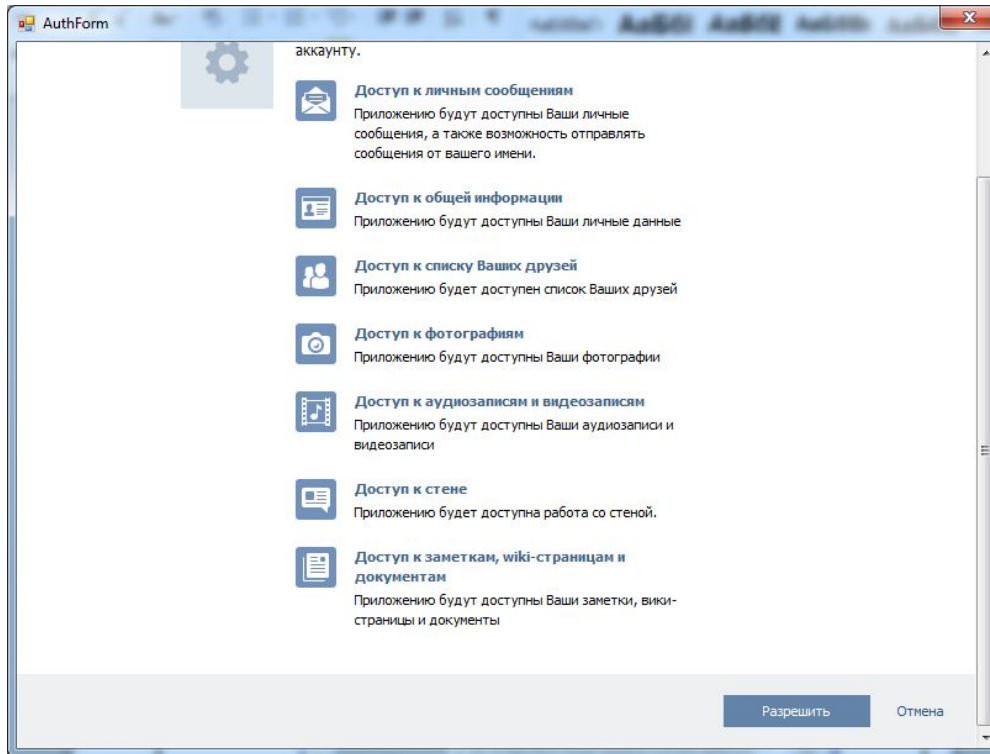 AuthForm
аккаунту.
Доступ к личным сообщениям
Приложению будут доступны Ваши личные
сообщения, а также возможность отправлять
сообщения от вашего имени.
Доступ к общей информации
Приложению будут доступны Ваши личные данные
Доступ к списку Ваших друзей
Приложению будет доступен список Ваших друзей
Доступ к фотографиям
Приложению будут доступны Ваши фотографии
Доступ к аудиозаписям и видеозаписям
Приложению будут доступны Ваши аудиозаписи и
видеозаписи
Доступ к стене
Приложению будет доступна работа со стеной.
Доступ к заметкам, wiki-страницам и
документам
Приложению будут доступны Ваши заметки, вики-
страницы и документы
Разрешить Отмена